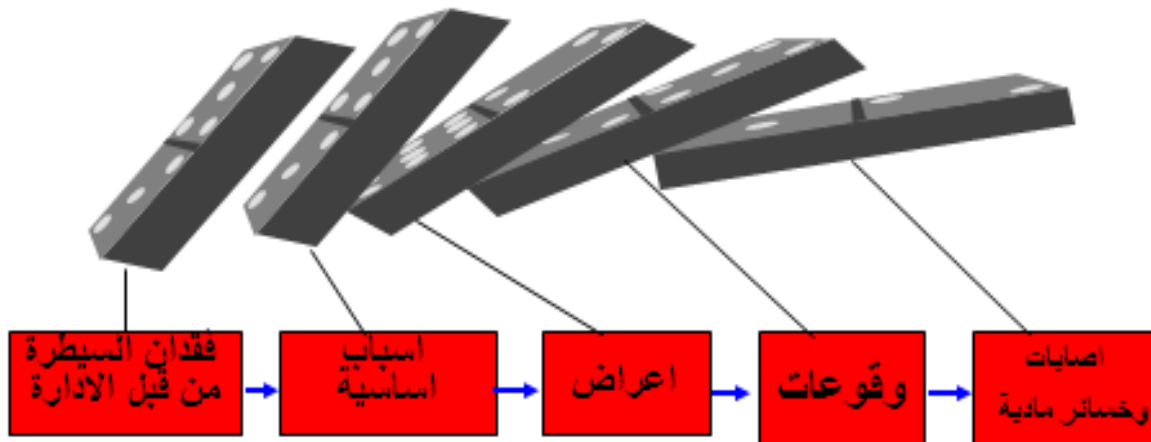 فقدان السيطرة
من قبل الادارة
اسباب
اساسية
اعراض
وقوعات
اصابات
وخسائر مادية